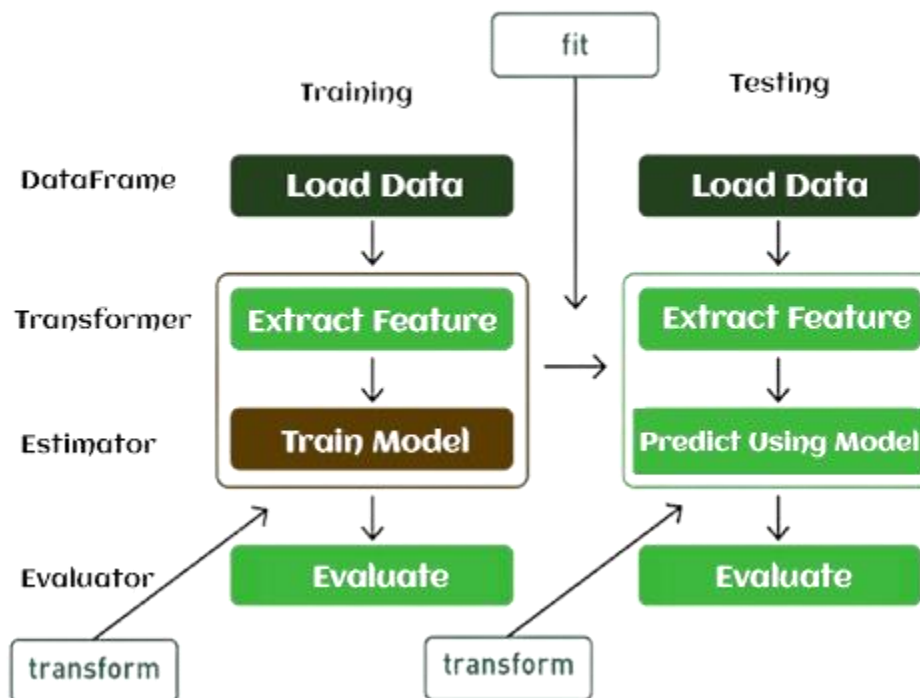 fit
Training
Testing
DataFrame
Load Data
Load Data
Transformer
Extract Feature
Extract Feature
Estimator
Train Model
Predict Using Model
Evaluator
Evaluate
Evaluate
transform
transform